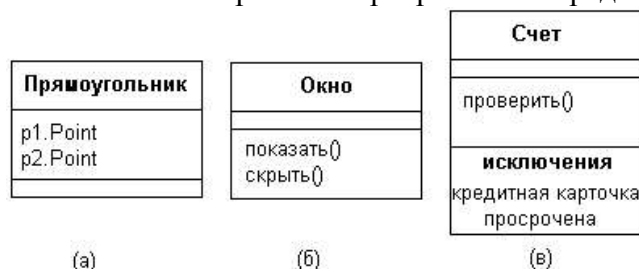 Прямоугольник
p1.Point
p2.Point
(а)
Окно
показать()
скрыть()
(б)
Счет
проверить()
исключения
кредитная карточка
просрочена
(в)